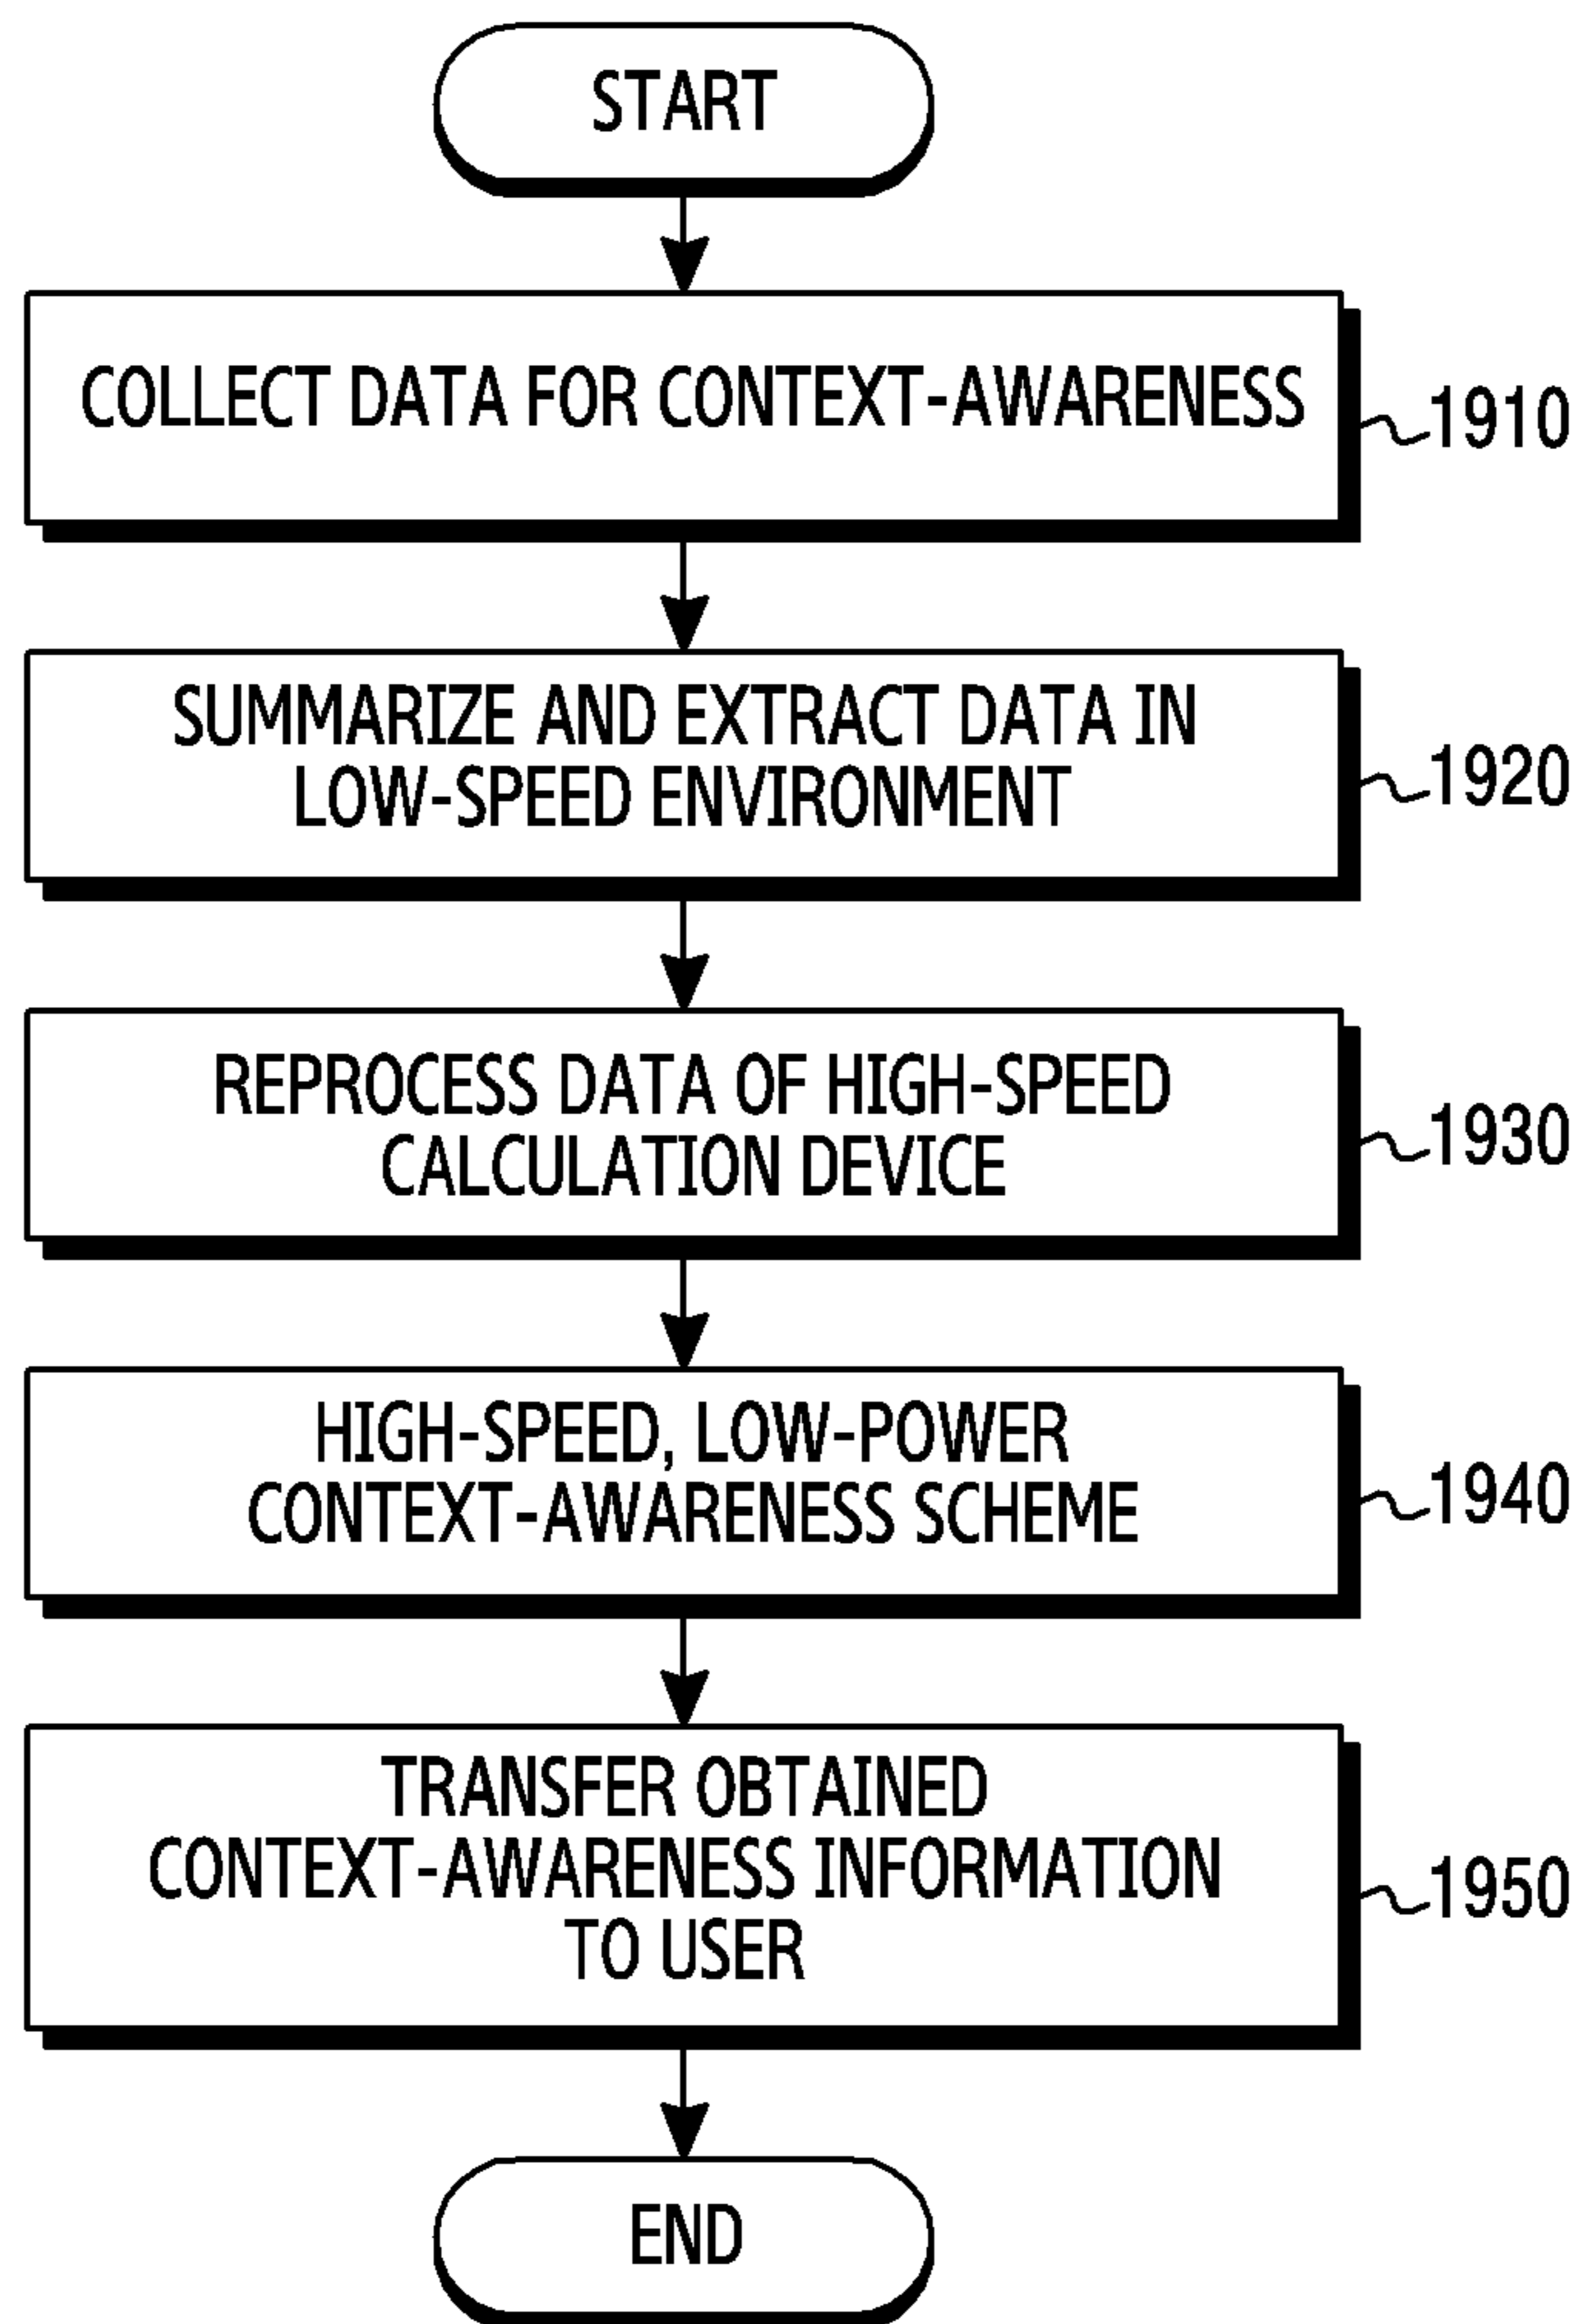 START
COLLECT DATA FOR CONTEXT-AWARENESS
1910
SUMMARIZE AND EXTRACT DATA IN
LOW-SPEED ENVIRONMENT
1920
REPROCESS DATA OF HIGH-SPEED
CALCULATION DEVICE
1930
HIGH-SPEED, LOW-POWER
CONTEXT-AWARENESS SCHEME
1940
TRANSFER OBTAINED
CONTEXT-AWARENESS INFORMATION
TO USER
1950
END